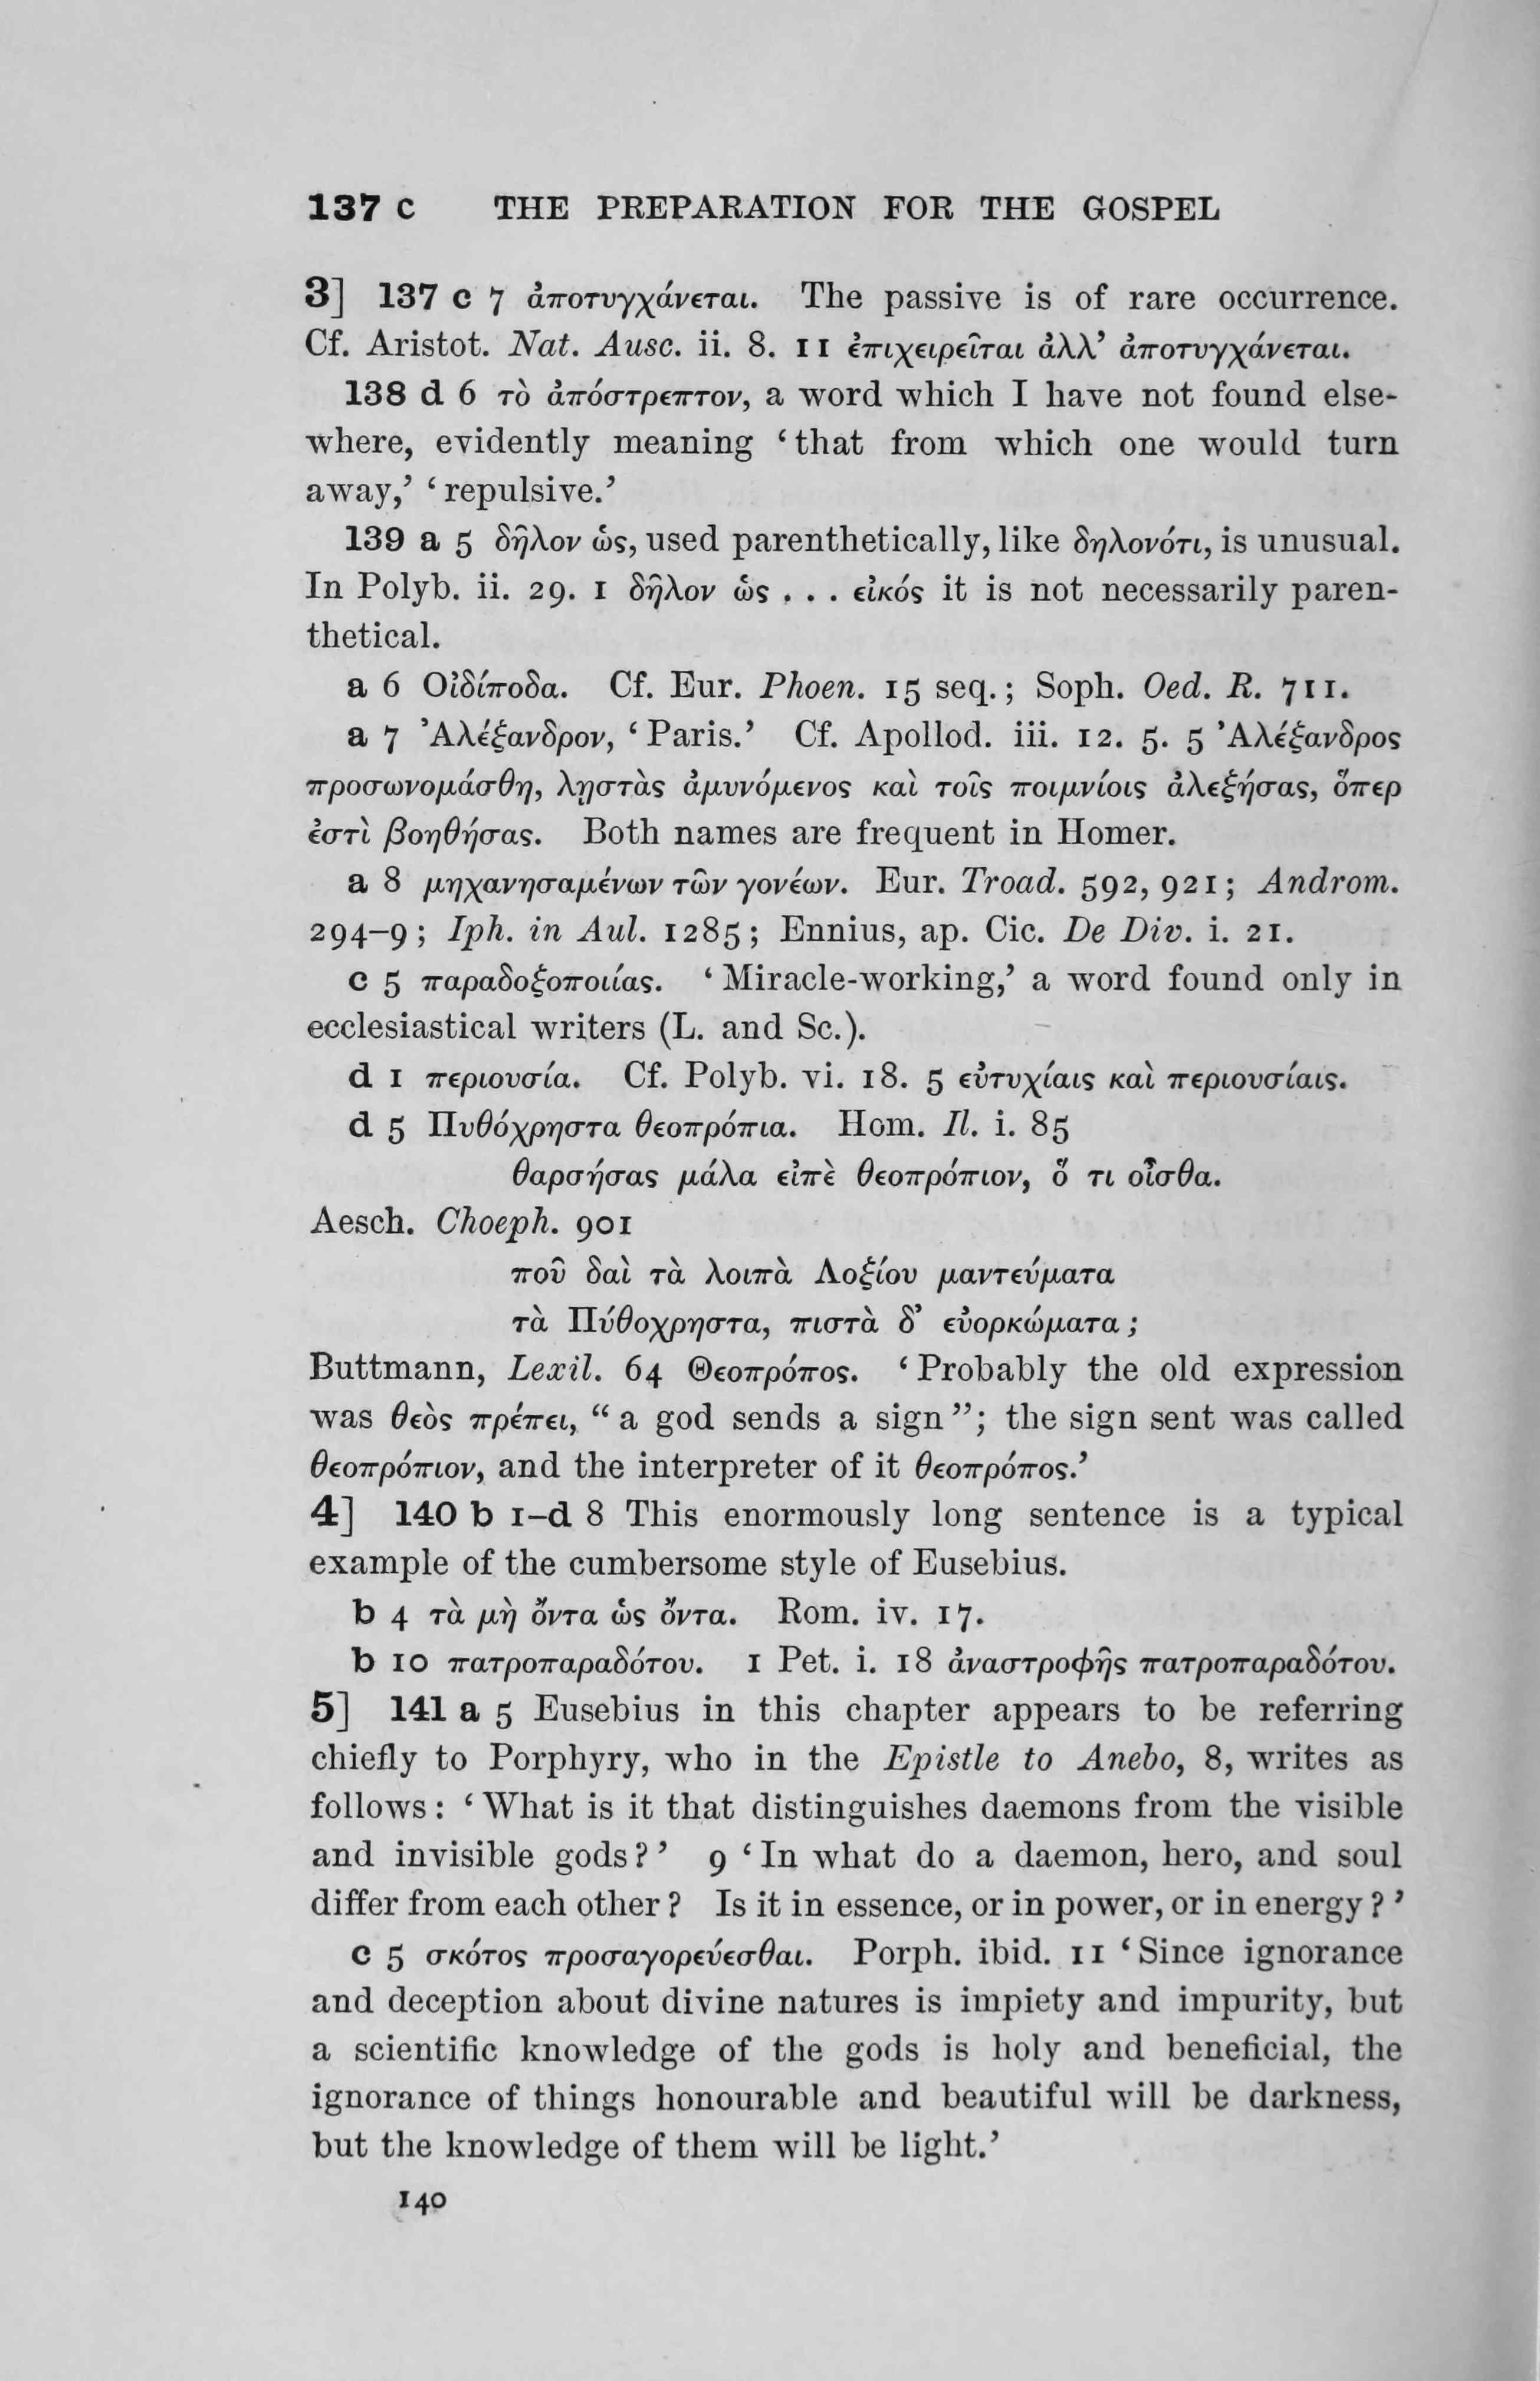 137 c THE PREPARATION FOR THE GOSPEL
3] 137 c 7 ἀποτυγχάνεται. The passive is of rare occurrence.
Cf. Aristot. Nat. Ausc. ii. 8. 11 ἐπιχειρεῖται ἀλλ’ ἀποτυγχάνεται.
138 d 6 τὸ ἀπόστρεπτον, a word which I have not found else-
where, evidently meaning ‘that from which one would turn
away,’ ‘repulsive.’
139 a 5 δῆλον ὡς, used parenthetically, like δηλονότι, is unusual.
In Polyb. ii. 29. 1 δῆλον ὡς . . . εἰκός it is not necessarily paren-
thetical.
a 6 Οἰδίποδα. Cf. Eur. Phoen. 15 seq.; Soph. Oed. R. 711.
a 7 Ἀλέξανδρον, ‘Paris.’ Cf. Apollod. iii. 12. 5. 5 Ἀλέξανδρος
προσωνομάσθη, λῃστὰς ἀμυνόμενος καὶ τοῖς ποιμνίοις ἀλεξήσας, ὅπερ
ἐστὶ βοηθήσας. Both names are frequent in Homer.
a 8 μηχανησαμένων τῶν γονέων. Eur. Troad. 592, 921; Androm.
294–9; Iph. in Aul. 1285; Ennius, ap. Cic. De Div. i. 21.
c 5 παραδοξοποιίας. ‘Miracle-working,’ a word found only in
ecclesiastical writers (L. and Sc.).
d 1 περιουσία. Cf. Polyb. vi. 18. 5 εὐτυχίαις καὶ περιουσίαις.
d 5 Πυθόχρηστα θεοπρόπια. Hom. Il. i. 85
θαρσήσας μάλα εἰπὲ θεοπρόπιον, ὅ τι οἶσθα.
Aesch. Choeph. 901
ποῦ δαὶ τὰ λοιπὰ Λοξίου μαντεύματα
τὰ Πύθοχρηστα, πιστὰ δ’ εὐορκώματα;
Buttmann, Lexil. 64 Θεοπρόπος. ‘Probably the old expression
was θεὸς πρέπει, “a god sends a sign”; the sign sent was called
θεοπρόπιον, and the interpreter of it θεοπρόπος.’
4] 140 b 1–d 8 This enormously long sentence is a typical
example of the cumbersome style of Eusebius.
b 4 τὰ μὴ ὄντα ὡς ὄντα. Rom. iv. 17.
b 10 πατροπαραδότου. 1 Pet. i. 18 ἀναστροφῆς πατροπαραδότου.
5] 141 a 5 Eusebius in this chapter appears to be referring
chiefly to Porphyry, who in the Epistle to Anebo, 8, writes as
follows: ‘What is it that distinguishes daemons from the visible
and invisible gods?’ 9 ‘In what do a daemon, hero, and soul
differ from each other? Is it in essence, or in power, or in energy?’
c 5 σκότος προσαγορεύεσθαι. Porph. ibid. 11 ‘Since ignorance
and deception about divine natures is impiety and impurity, but
a scientific knowledge of the gods is holy and beneficial, the
ignorance of things honourable and beautiful will be darkness,
but the knowledge of them will be light.’
140